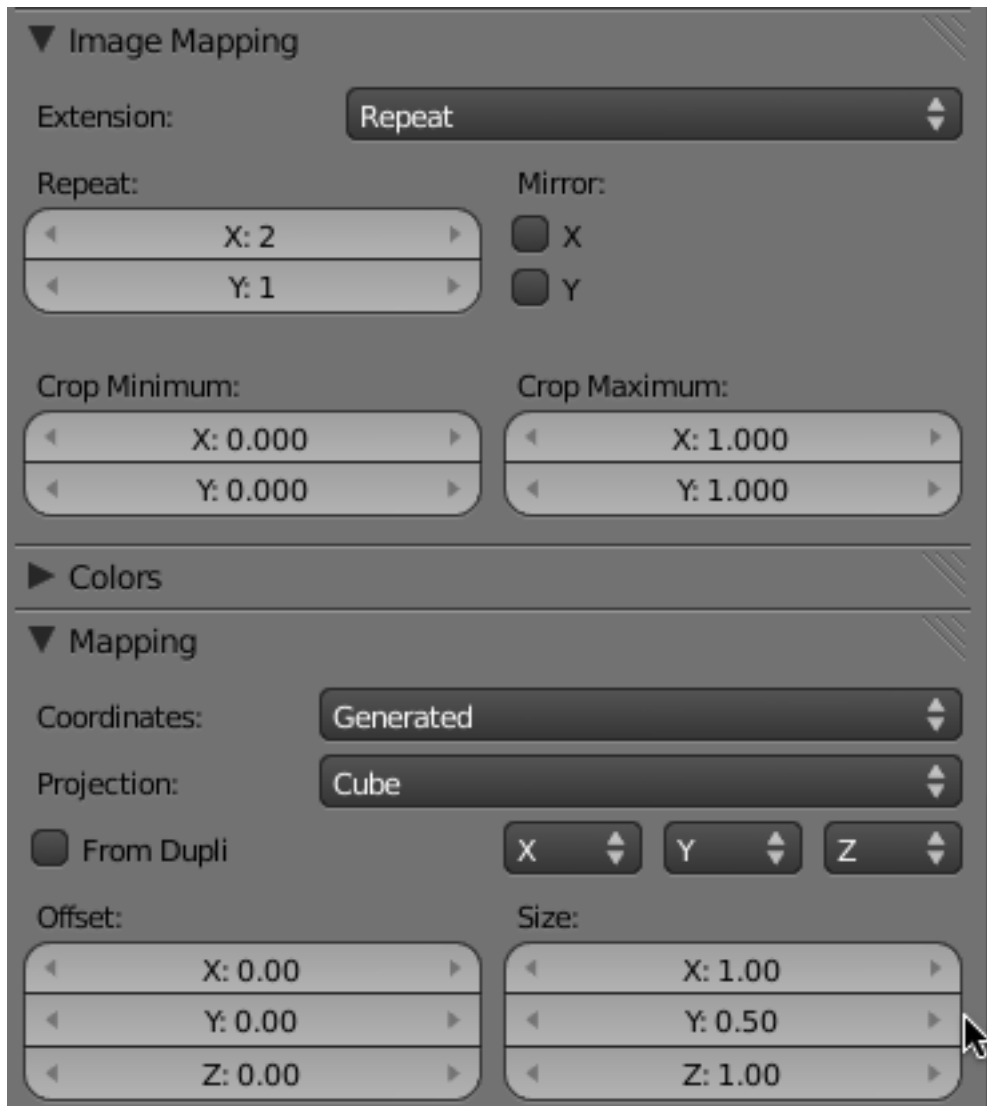 Image Mapping
Extension: Repeat
Repeat: Mirror:
X: 2 X
Y: 1 Y
Crop Minimum: Crop Maximum:
X: 0.000 X: 1.000
Y: 0.000 Y: 1.000
Colors
Mapping
Coordinates: Generated
Projection: Cube
From Dupli X Y Z
Offset: Size:
X: 0.00 X: 1.00
Y: 0.00 Y: 0.50
Z: 0.00 Z: 1.00